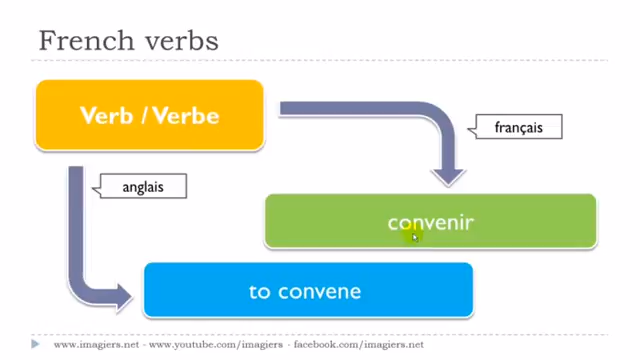 French verbs
Verb / Verbe
français
anglais
convenir
to convene
www.imagiers.net - www.youtube.com/imagiers - facebook.com/imagiers.net